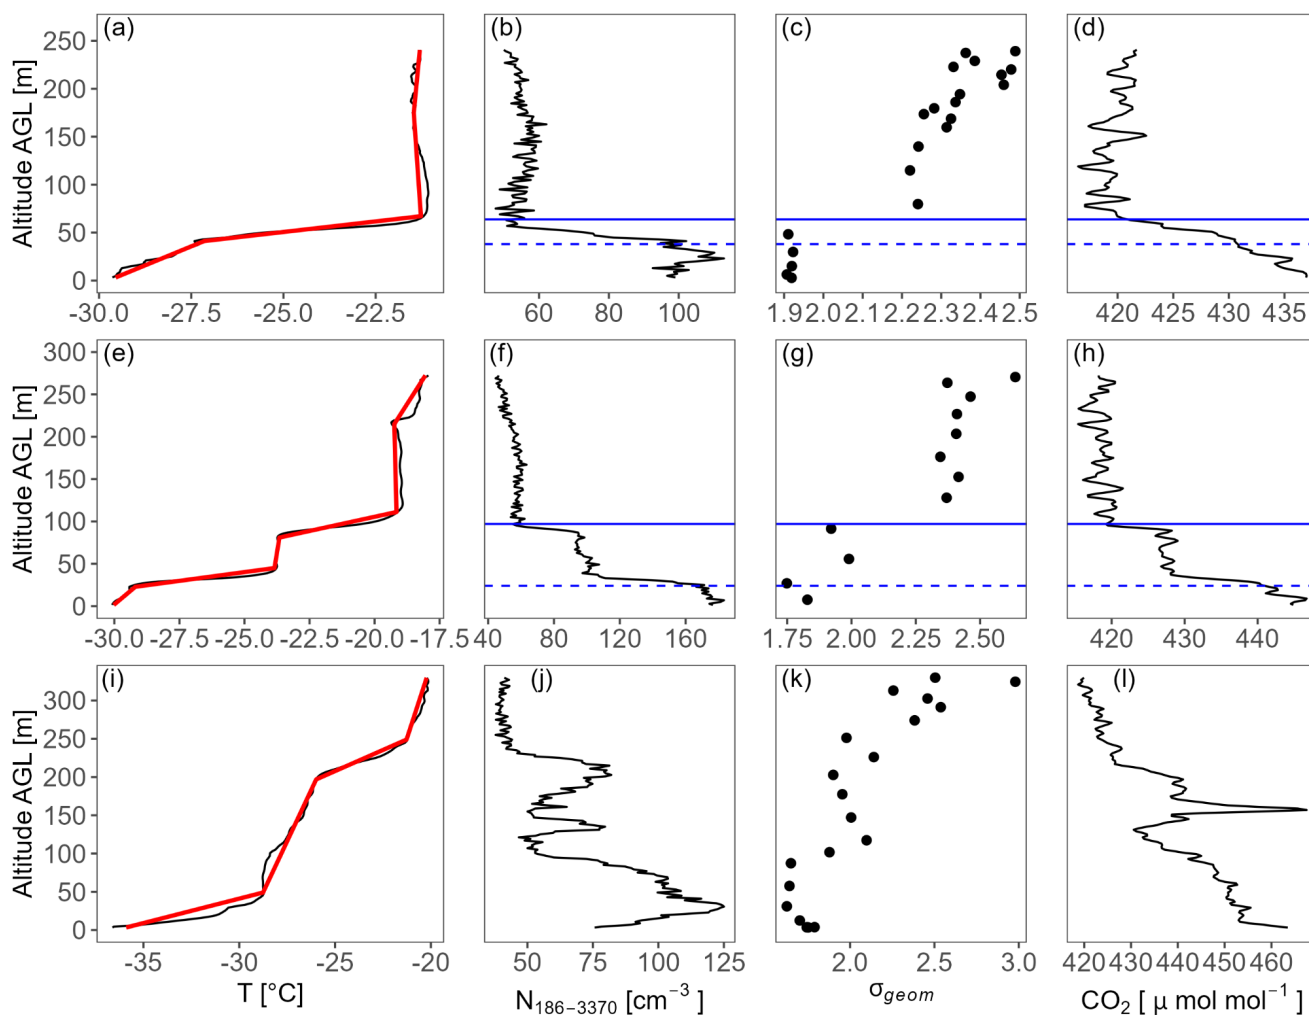 (a) (b) (c) (d)
Altitude AGL [m]
250
200
150
100
50
0
-30.0 -27.5 -25.0 -22.5
60 80 100
1.9 2.0 2.1 2.2 2.3 2.4 2.5
420 425 430 435
(e) (f) (g) (h)
Altitude AGL [m]
300
250
200
150
100
50
0
-30.0 -27.5 -25.0 -22.5 -20.0 -17.5
40 80 120 160
1.75 2.00 2.25 2.50
420 430 440
(i) (j) (k) (l)
Altitude AGL [m]
300
250
200
150
100
50
0
-35 -30 -25 -20
50 75 100 125
2.0 2.5 3.0
420 430 440 450 460
T [°C]
N186−3370 [cm−3]
σgeom
CO2 [ μ mol mol−1]